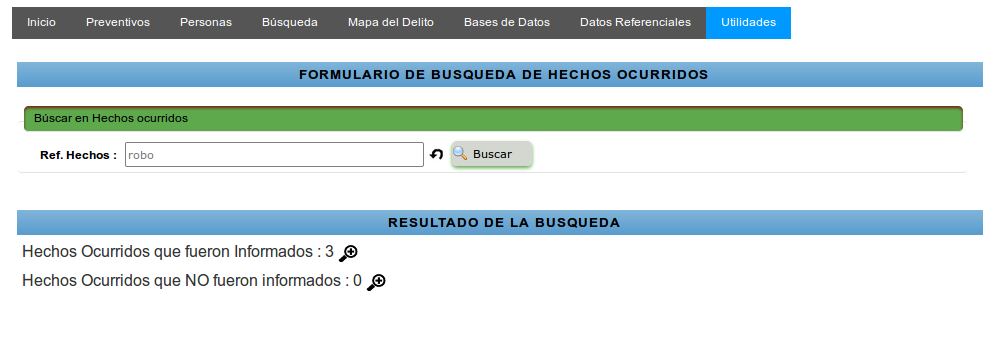 Inicio Preventivos Personas Búsqueda Mapa del Delito Bases de Datos Datos Referenciales Utilidades
FORMULARIO DE BUSQUEDA DE HECHOS OCURRIDOS
Búscar en Hechos ocurridos
Ref. Hechos : robo Buscar
RESULTADO DE LA BUSQUEDA
Hechos Ocurridos que fueron Informados : 3
Hechos Ocurridos que NO fueron informados : 0